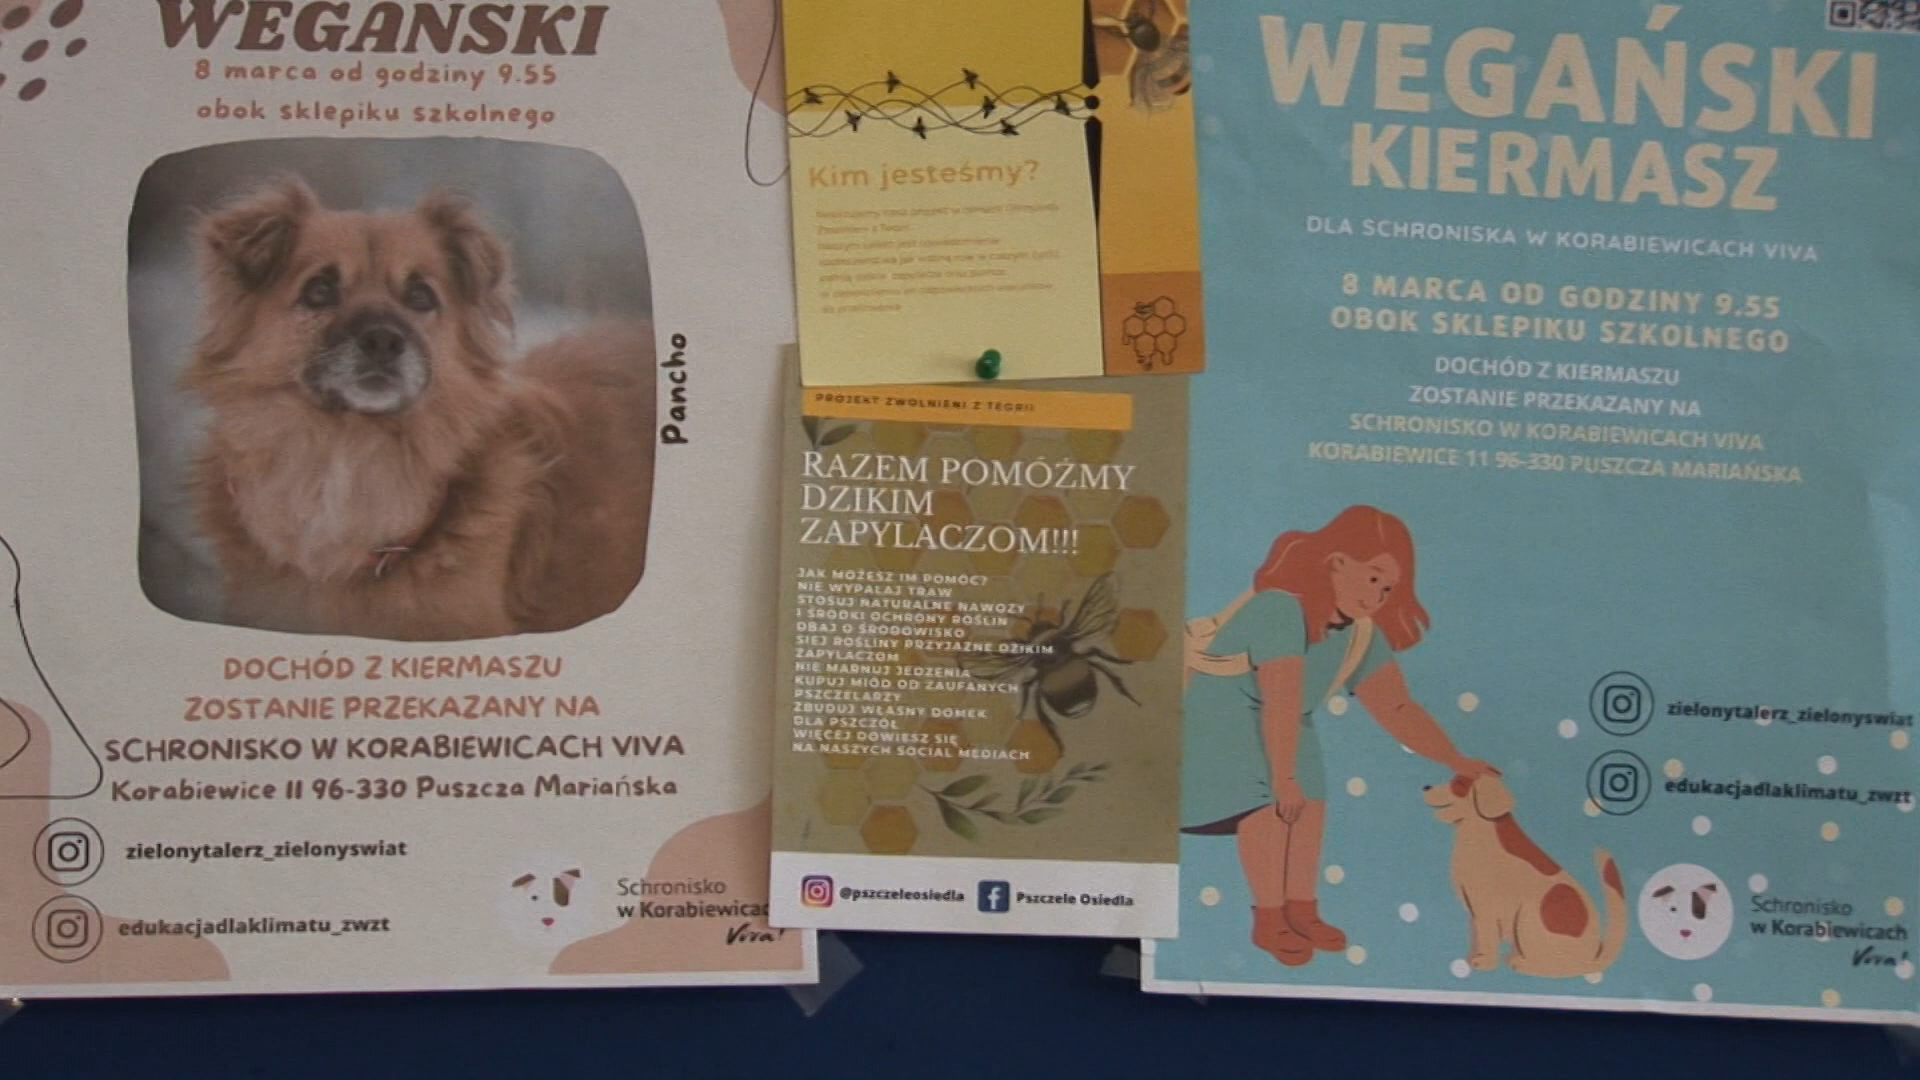 WEGAŃSKI
8 marca od godziny 9.55
obok sklepiku szkolnego
Pancho
DOCHÓD Z KIERMASZU
ZOSTANIE PRZEKAZANY NA
SCHRONISKO W KORABIEWICACH VIVA
Korabiewice 11 96-330 Puszcza Mariańska
zielonytalerz_zielonyswiat
edukacjadlaklimatu_zwzt
Schronisko
w Korabiewicac
Viva!
Kim jesteśmy?
PROJEKT ZWOLNIENI Z TEORII
RAZEM POMÓŻMY
DZIKIM
ZAPYLACZOM!!!
JAK MOŻESZ IM POMÓC?
NIE WYPALAJ TRAW
STOSUJ NATURALNE NAWOZY
I ŚRODKI OCHRONY ROŚLIN
DBAJ O ŚRODOWISKO
SIEJ ROŚLINY PRZYJAZNE DZIKIM
ZAPYLACZOM
NIE MARNUJ JEDZENIA
KUPUJ MIÓD OD ZAUFANYCH
PSZCZELARZY
ZBUDUJ WŁASNY DOMEK
DLA PSZCZÓŁ
WIĘCEJ DOWIESZ SIĘ
NA NASZYCH SOCIAL MEDIACH
@pszczeleosiedla
Pszczele Osiedla
WEGAŃSKI
KIERMASZ
DLA SCHRONISKA W KORABIEWICACH VIVA
8 MARCA OD GODZINY 9.55
OBOK SKLEPIKU SZKOLNEGO
DOCHÓD Z KIERMASZU
ZOSTANIE PRZEKAZANY NA
SCHRONISKO W KORABIEWICACH VIVA
KORABIEWICE 11 96-330 PUSZCZA MARIAŃSKA
zielonytalerz_zielonyswiat
edukacjadlaklimatu_zwzt
Schronisko
w Korabiewicach
Viva!